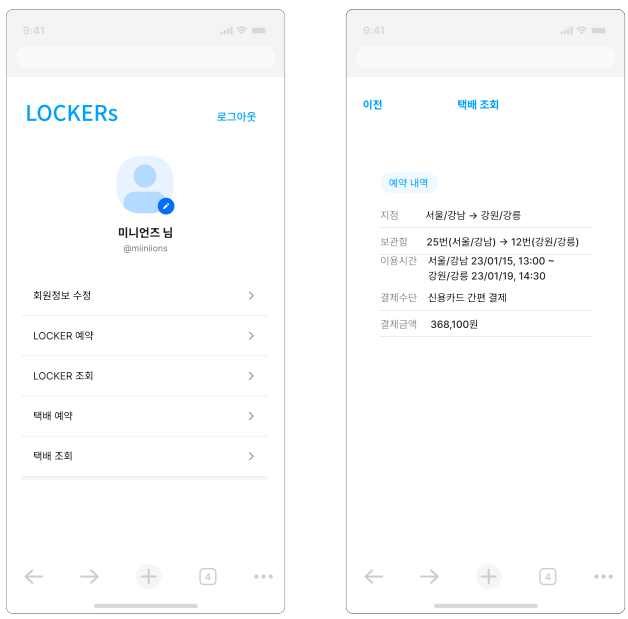 9:41
LOCKERs
로그아웃
미니언즈 님
@miiniions
회원정보 수정
LOCKER 예약
LOCKER 조회
택배 예약
택배 조회
4
9:41
이전 택배 조회
예약 내역
지점 서울/강남 → 강원/강릉
보관함 25번(서울/강남) → 12번(강원/강릉)
이용시간 서울/강남 23/01/15, 13:00 ~
강원/강릉 23/01/19, 14:30
결제수단 신용카드 간편 결제
결제금액 368,100원
4